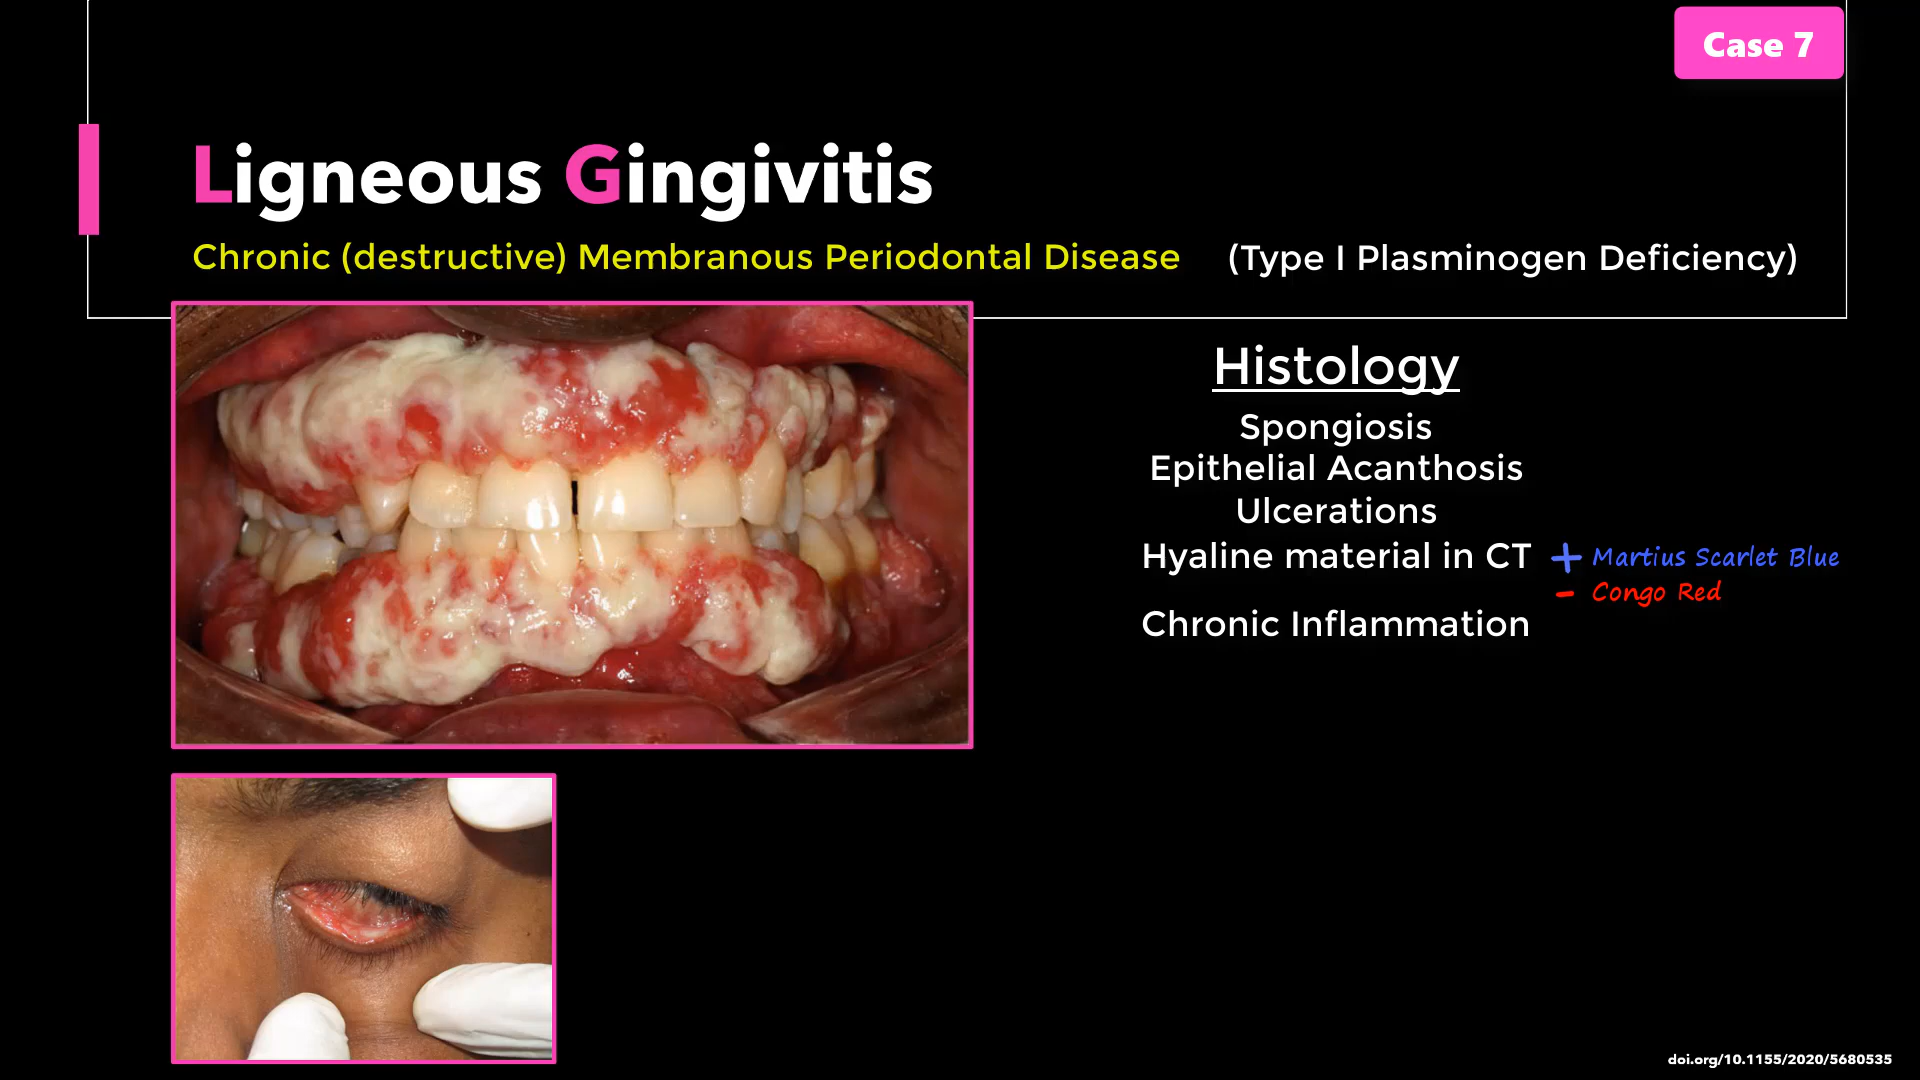 Case 7
Ligneous Gingivitis
Chronic (destructive) Membranous Periodontal Disease (Type I Plasminogen Deficiency)
Histology
Spongiosis
Epithelial Acanthosis
Ulcerations
Hyaline material in CT + Martius Scarlet Blue
- Congo Red
Chronic Inflammation
doi.org/10.1155/2020/5680535